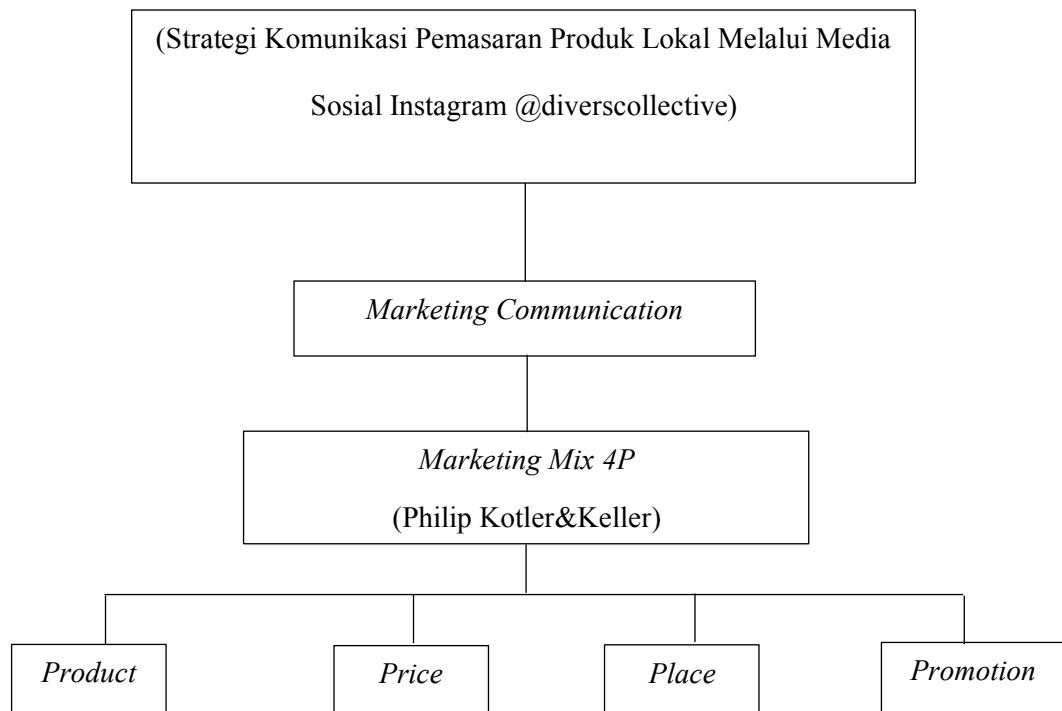 (Strategi Komunikasi Pemasaran Produk Lokal Melalui Media
Sosial Instagram @diverscollective)
Marketing Communication
Marketing Mix 4P
(Philip Kotler&Keller)
Product
Price
Place
Promotion